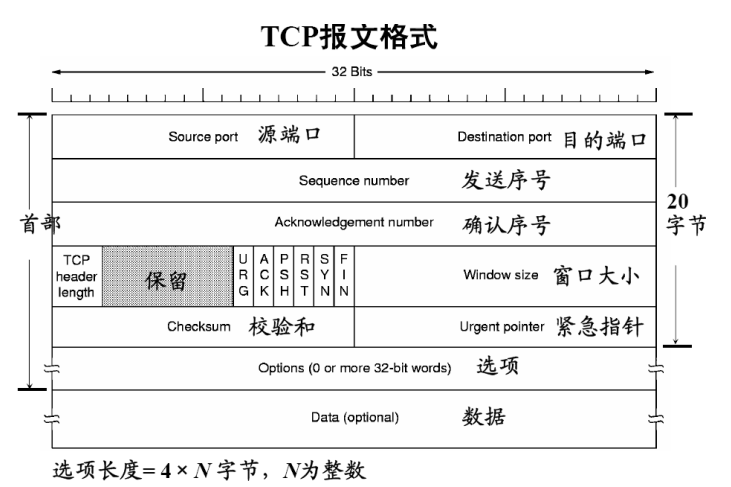 TCP报文格式
32 Bits
Source port 源端口 Destination port 目的端口
Sequence number 发送序号
20
字节
首部
Acknowledgement number 确认序号
TCP header length 保留 URG ACK PSH RST SYN FIN Window size 窗口大小
Checksum 校验和 Urgent pointer 紧急指针
Options (0 or more 32-bit words) 选项
Data (optional) 数据
选项长度= 4 × N 字节，N为整数